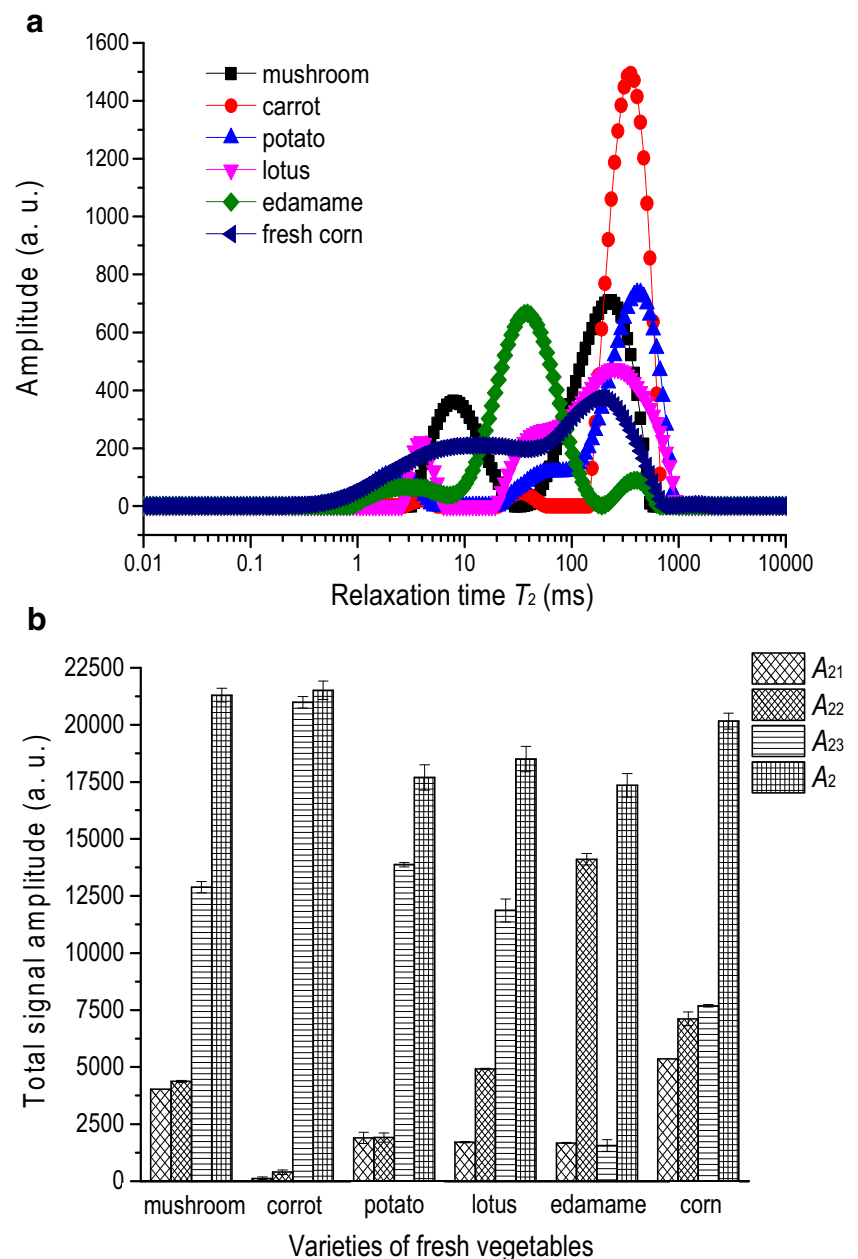 a
1600
1400
1200
1000
800
600
400
200
0
Amplitude (a. u.)
mushroom
carrot
potato
lotus
edamame
fresh corn
0.01 0.1 1 10 100 1000 10000
Relaxation time T2 (ms)
b
22500
20000
17500
15000
12500
10000
7500
5000
2500
0
Total signal amplitude (a. u.)
A21
A22
A23
A2
mushroom corrot potato lotus edamame corn
Varieties of fresh vegetables